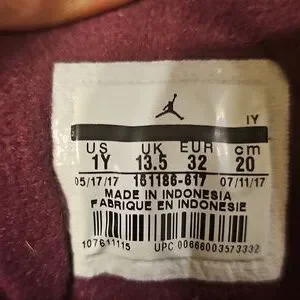 IY
US UK EUR cm
1Y 13.5 32 20
05/17/17 161186-617 07/11/17
MADE IN INDONESIA
FABRIQUE EN INDONESIE
107611115 UPC 00666003573332